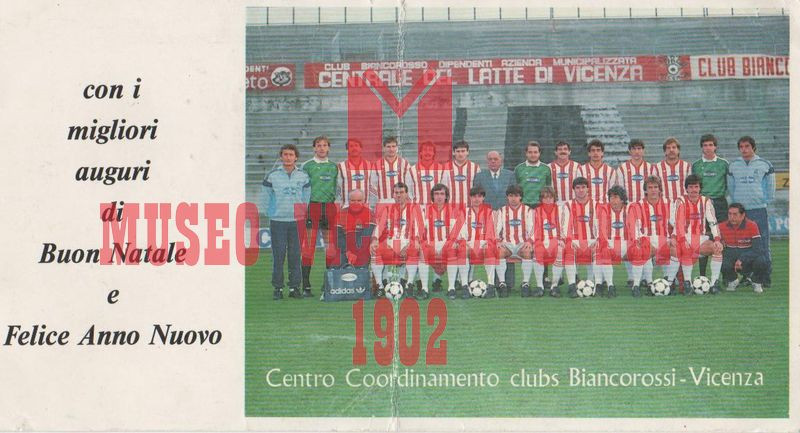 con i
migliori
auguri
di
Buon Natale
e
Felice Anno Nuovo
CLUB BIANCOROSSO DIPENDENTI AZIENDA MUNICIPALIZZATA
CENTRALE DEL LATTE DI VICENZA
CLUB BIANCO
adidas
M
MUSEO VICENZA CALCIO
1902
Centro Coordinamento clubs Biancorossi - Vicenza